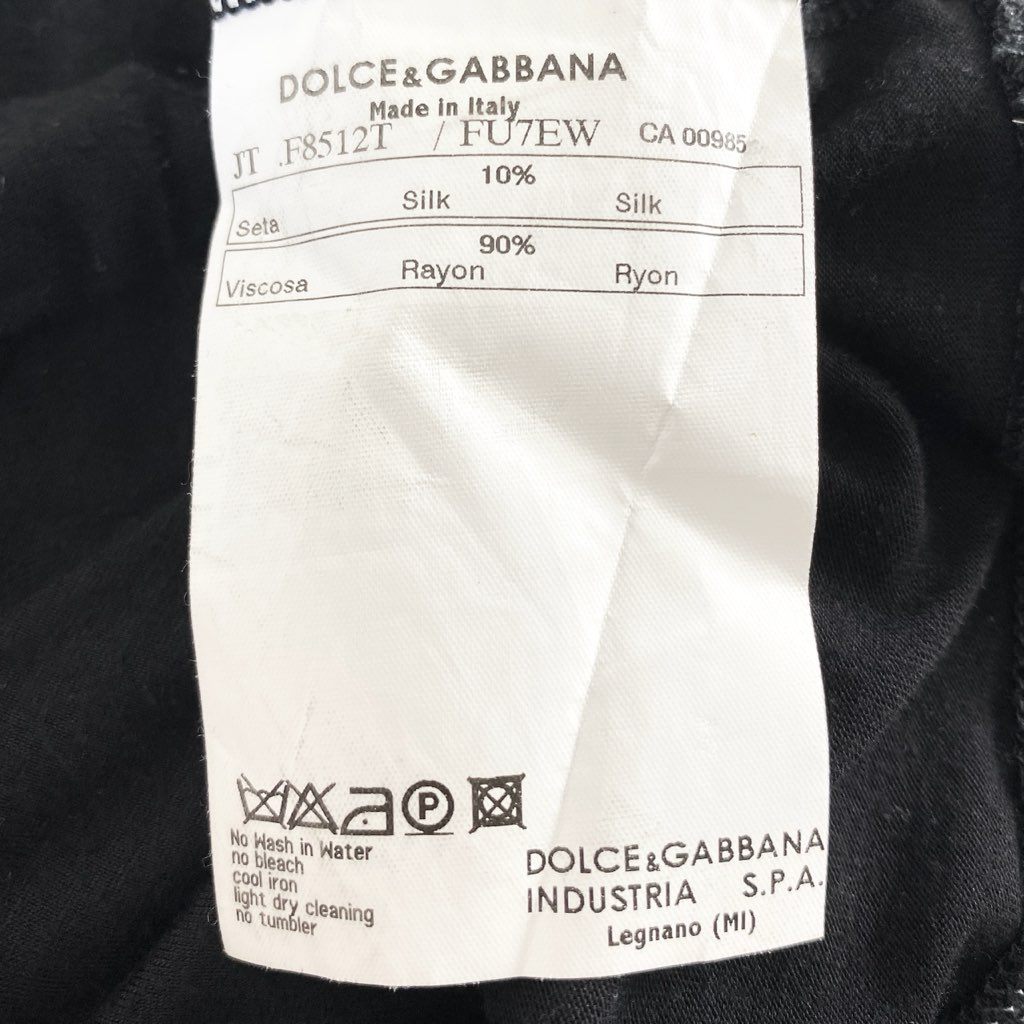 DOLCE&GABBANA
Made in Italy
JT .F8512T / FU7EW CA 00985
10%
Seta Silk Silk
90%
Viscosa Rayon Ryon
P
No Wash in Water
no bleach
cool iron
light dry cleaning
no tumbler
DOLCE&GABBANA
INDUSTRIA S.P.A.
Legnano (MI)